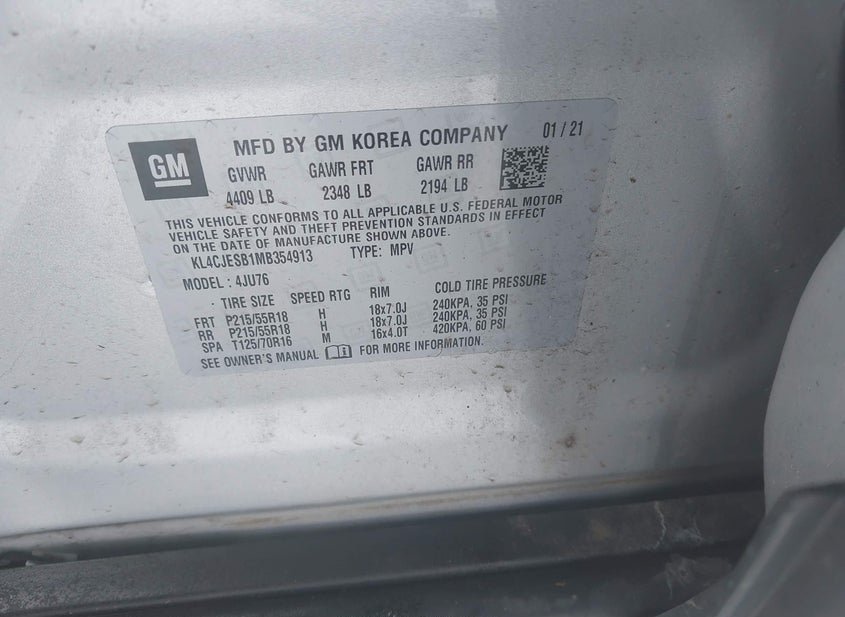 GM
MFD BY GM KOREA COMPANY 01 / 21
GVWR GAWR FRT GAWR RR
4409 LB 2348 LB 2194 LB
THIS VEHICLE CONFORMS TO ALL APPLICABLE U.S. FEDERAL MOTOR
VEHICLE SAFETY AND THEFT PREVENTION STANDARDS IN EFFECT
ON THE DATE OF MANUFACTURE SHOWN ABOVE.
KL4CJESB1MB354913 TYPE: MPV
MODEL : 4JU76
TIRE SIZE SPEED RTG RIM COLD TIRE PRESSURE
FRT P215/55R18 H 18x7.0J 240KPA, 35 PSI
RR P215/55R18 H 18x7.0J 240KPA, 35 PSI
SPA T125/70R16 M 16x4.0T 420KPA, 60 PSI
SEE OWNER'S MANUAL FOR MORE INFORMATION.